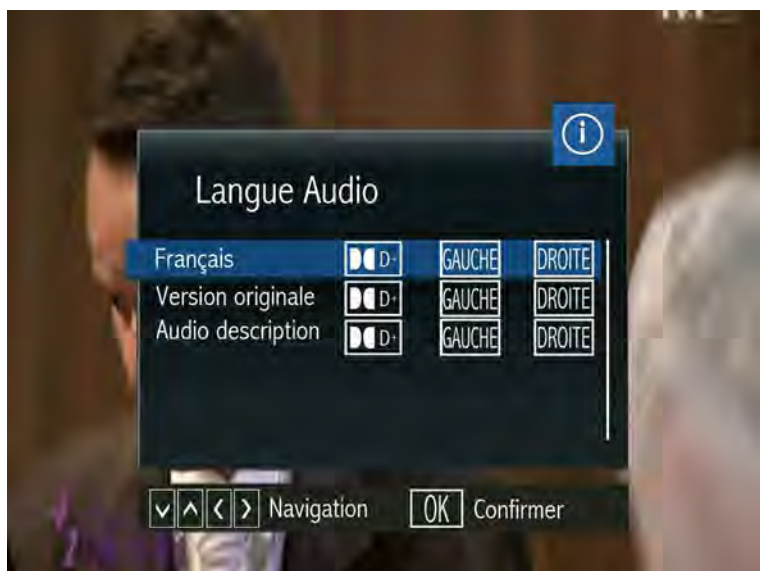 i
Langue Audio
Français D+ GAUCHE DROITE
Version originale D+ GAUCHE DROITE
Audio description D+ GAUCHE DROITE
Navigation OK Confirmer